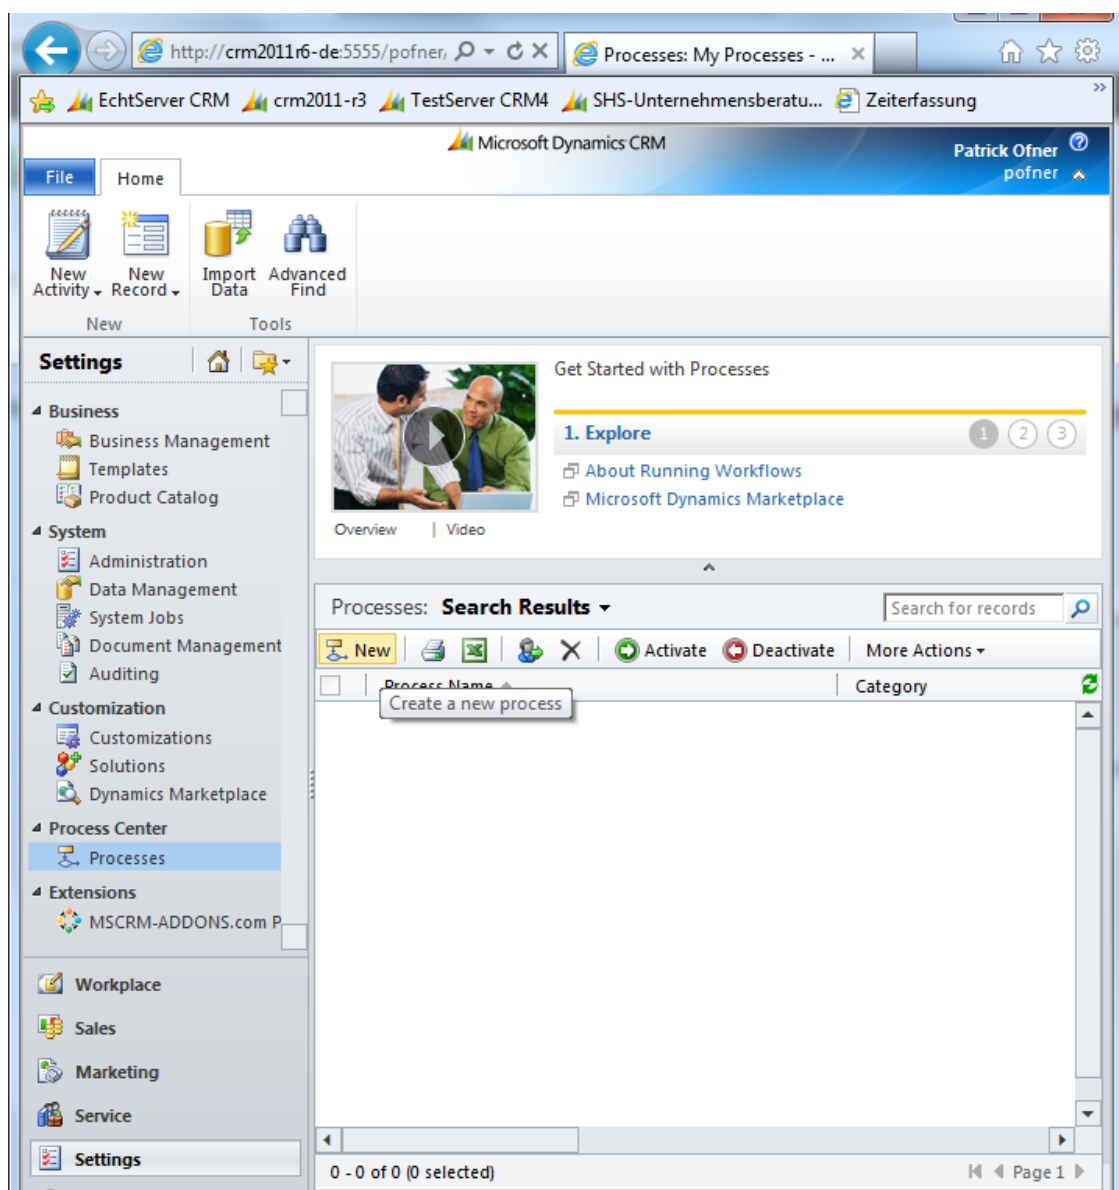 http://crm2011r6-de:5555/pofner,
Processes: My Processes - ...
EchtServer CRM
crm2011-r3
TestServer CRM4
SHS-Unternehmensberatu...
Zeiterfassung
Microsoft Dynamics CRM
Patrick Ofner
pofner
File
Home
New Activity
New Record
Import Data
Advanced Find
New
Tools
Settings
Business
Business Management
Templates
Product Catalog
System
Administration
Data Management
System Jobs
Document Management
Auditing
Customization
Customizations
Solutions
Dynamics Marketplace
Process Center
Processes
Extensions
MSCRM-ADDONS.com P
Workplace
Sales
Marketing
Service
Settings
Get Started with Processes
1. Explore
1 2 3
About Running Workflows
Microsoft Dynamics Marketplace
Overview | Video
Processes: Search Results
Search for records
New
Activate
Deactivate
More Actions
Process Name
Category
Create a new process
0 - 0 of 0 (0 selected)
Page 1